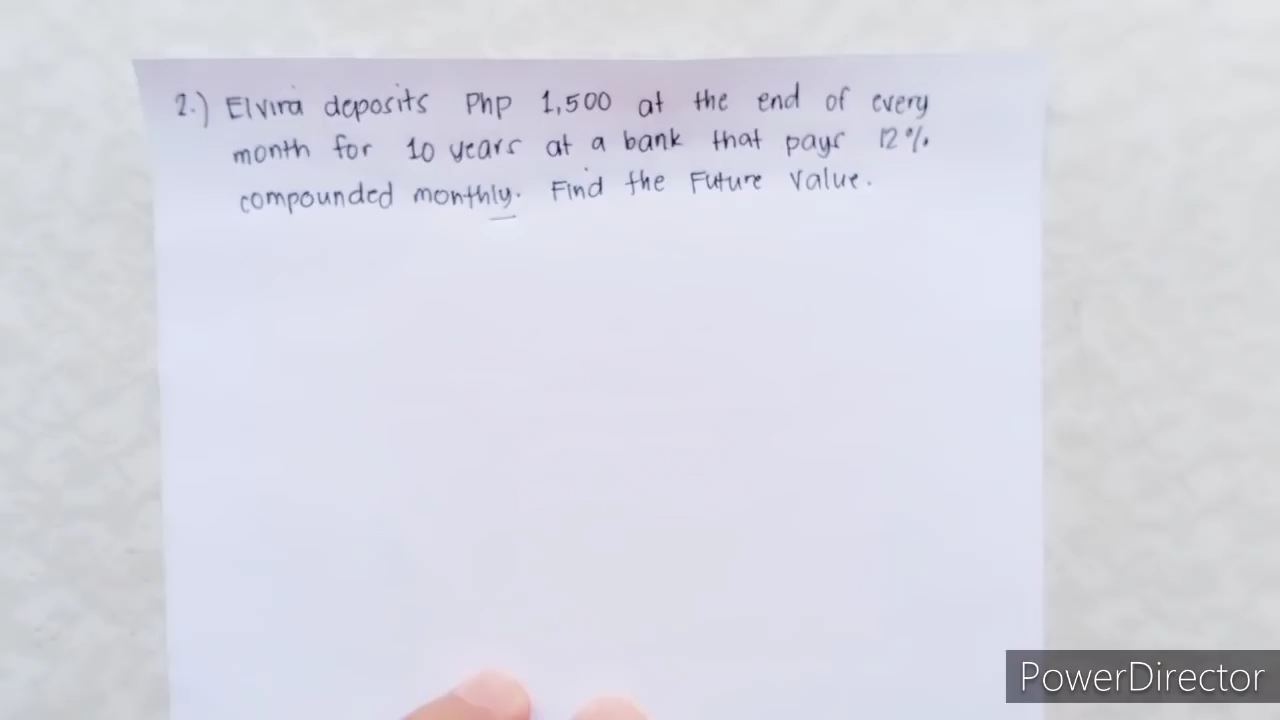 2.) Elvira deposits Php 1,500 at the end of every
month for 10 years at a bank that pays 12%
compounded monthly. Find the Future Value.
PowerDirector